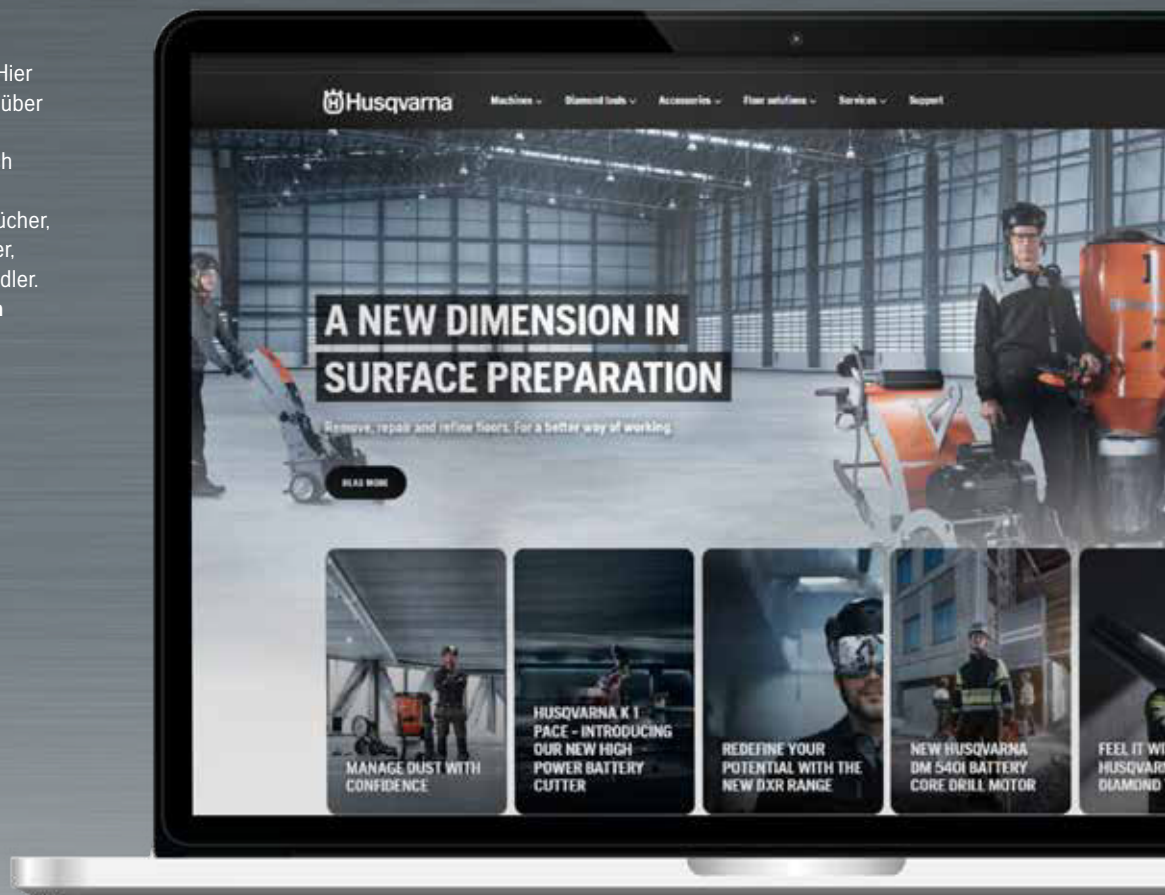 Hier
über
h
ücher,
er,
dler.
n
Husqvarna
Machines Diamond tools Accessories Floor solutions Services Support
A NEW DIMENSION IN
SURFACE PREPARATION
Remove, repair and refine floors. For a better way of working.
READ MORE
MANAGE DUST WITH
CONFIDENCE
HUSQVARNA K 1
PACE – INTRODUCING
OUR NEW HIGH
POWER BATTERY
CUTTER
REDEFINE YOUR
POTENTIAL WITH THE
NEW DXR RANGE
NEW HUSQVARNA
DM 540I BATTERY
CORE DRILL MOTOR
FEEL IT WI
HUSQVARN
DIAMOND